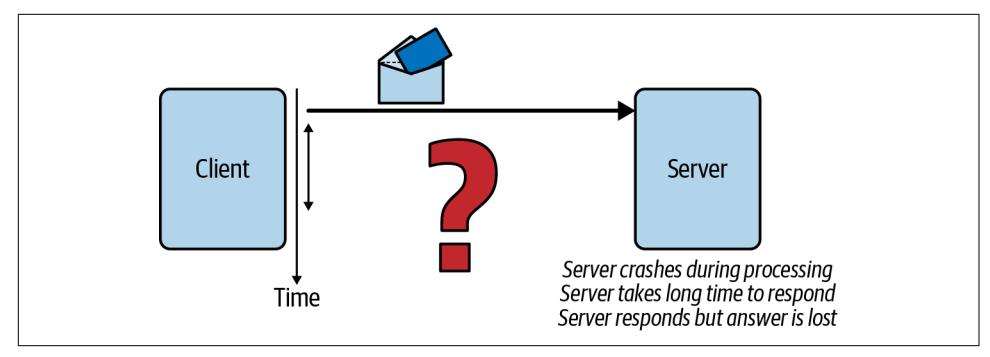 Client
Server
Time
Server crashes during processing
Server takes long time to respond
Server responds but answer is lost
?